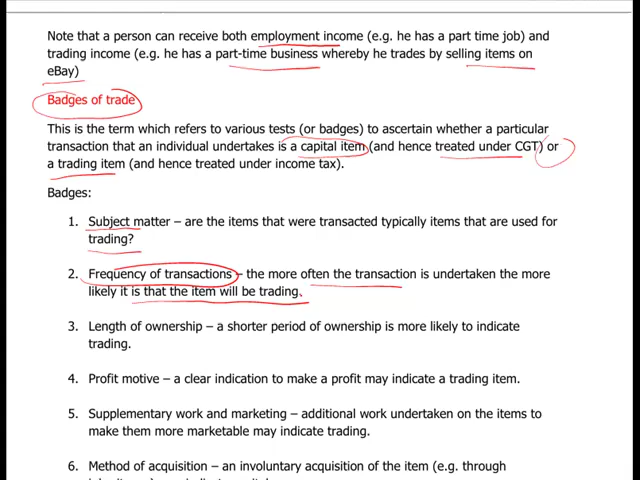 Note that a person can receive both employment income (e.g. he has a part time job) and
trading income (e.g. he has a part-time business whereby he trades by selling items on
eBay)
Badges of trade
This is the term which refers to various tests (or badges) to ascertain whether a particular
transaction that an individual undertakes is a capital item (and hence treated under CGT) or
a trading item (and hence treated under income tax).
Badges:
1. Subject matter – are the items that were transacted typically items that are used for
trading?
2. Frequency of transactions – the more often the transaction is undertaken the more
likely it is that the item will be trading.
3. Length of ownership – a shorter period of ownership is more likely to indicate
trading.
4. Profit motive – a clear indication to make a profit may indicate a trading item.
5. Supplementary work and marketing – additional work undertaken on the items to
make them more marketable may indicate trading.
6. Method of acquisition – an involuntary acquisition of the item (e.g. through